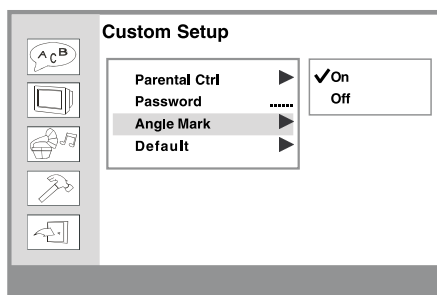 Custom Setup
A C B
Parental Ctrl
Password ......
Angle Mark
Default
On
Off